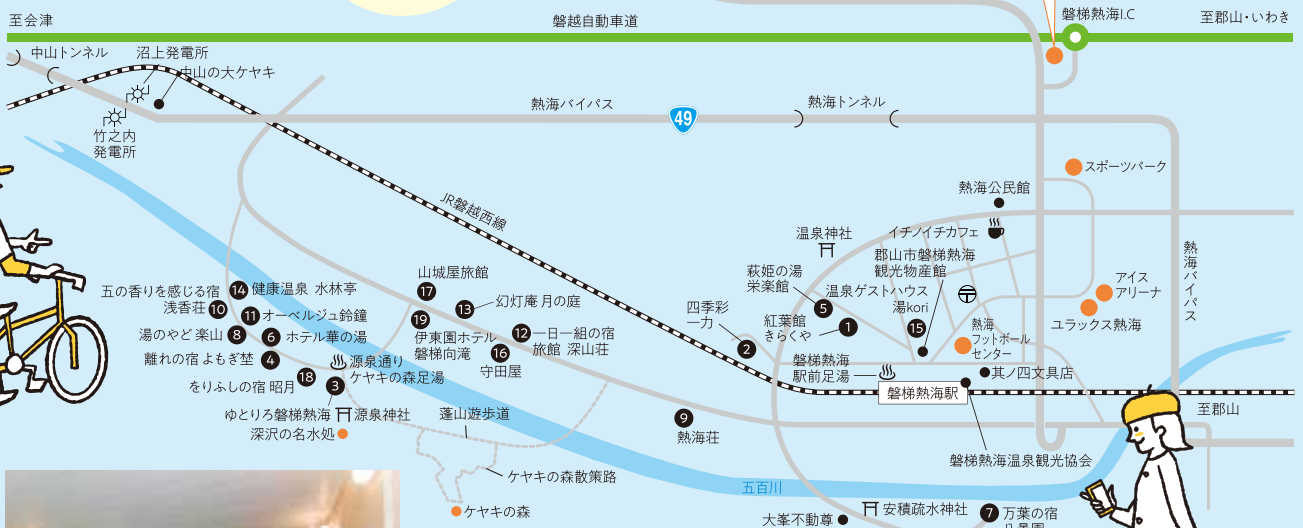 至会津
磐越自動車道
磐梯熱海I.C
至郡山・いわき
中山トンネル
沼上発電所
中山の大ケヤキ
竹之内
発電所
熱海バイパス
49
熱海トンネル
スポーツパーク
熱海公民館
JR磐越西線
温泉神社
イチノイチカフェ
郡山市磐梯熱海
観光物産館
熱海バイパス
萩姫の湯
栄楽館
5
温泉ゲストハウス
湯kori
15
紅葉館
きらくや
1
四季彩
一力
2
アイス
アリーナ
ユラックス熱海
熱海
フットボール
センター
磐梯熱海
駅前足湯
磐梯熱海駅
其ノ四文具店
至郡山
磐梯熱海温泉観光協会
山城屋旅館
17
幻灯庵 月の庭
13
19
伊東園ホテル
磐梯向滝
12
一日一組の宿
旅館 深山荘
16
守田屋
五の香りを感じる宿
浅香荘
10
14
健康温泉 水林亭
11
オーベルジュ鈴鐘
湯のやど 楽山
8
6
ホテル華の湯
離れの宿 よもぎ埜
4
源泉通り
ケヤキの森足湯
をりふしの宿 昭月
18
3
ゆとりろ磐梯熱海
源泉神社
深沢の名水処
蓬山遊歩道
9
熱海荘
ケヤキの森散策路
ケヤキの森
五百川
安積疏水神社
大峯不動尊
7
万葉の宿